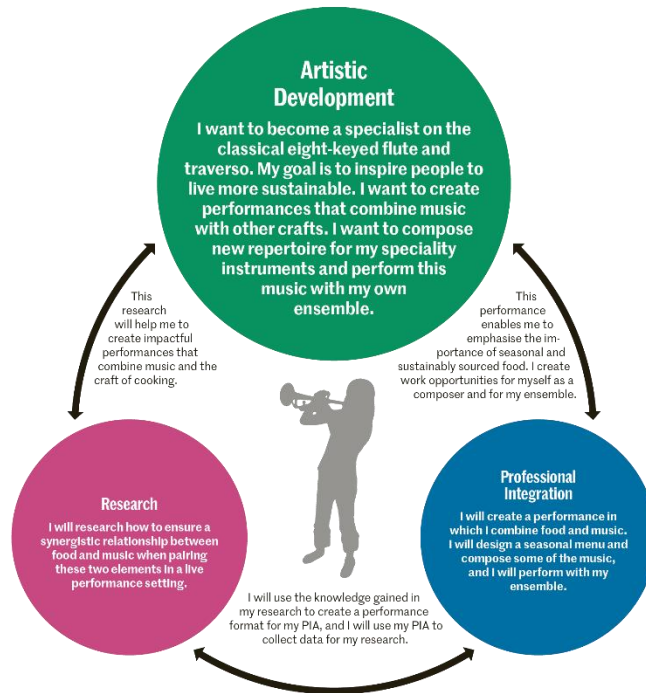 Artistic
Development
I want to become a specialist on the
classical eight-keyed flute and
traverso. My goal is to inspire people to
live more sustainable. I want to create
performances that combine music
with other crafts. I want to compose
new repertoire for my speciality
instruments and perform this
music with my own
ensemble.
This
research
will help me to
create impactful
performances that
combine music and the
craft of cooking.
This
performance
enables me to
emphasise the im-
portance of seasonal and
sustainably sourced food. I create
work opportunities for myself as a
composer and for my ensemble.
Research
I will research how to ensure a
synergistic relationship between
food and music when pairing
these two elements in a live
performance setting.
Professional
Integration
I will create a performance in
which I combine food and music.
I will design a seasonal menu and
compose some of the music,
and I will perform with my
ensemble.
I will use the knowledge gained in
my research to create a performance
format for my PIA, and I will use my PIA to
collect data for my research.